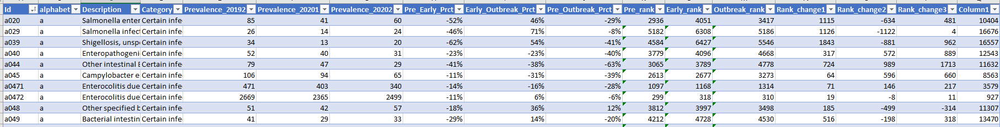 Id alphabet Description Category Prevalence_20192 Prevalence_20201 Prevalence_20202 Pre_Early_Prct Early_Outbreak_Prct Pre_Outbreak_Prct Pre_rank Early_rank Outbreak_rank Rank_change1 Rank_change2 Rank_change3 Column1
a020 a Salmonella enter Certain infe 85 41 60 -52% 46% -29% 2936 4051 3417 1115 -634 481 10404
a029 a Salmonella infect Certain infe 26 14 24 -46% 71% -8% 5182 6308 5186 1126 -1122 4 16676
a039 a Shigellosis, unsp Certain infe 34 13 20 -62% 54% -41% 4584 6427 5546 1843 -881 962 16557
a040 a Enteropathogeni Certain infe 52 40 31 -23% -23% -40% 3779 4096 4668 317 572 889 12543
a044 a Other intestinal E Certain infe 79 47 29 -41% -38% -63% 3065 3789 4778 724 989 1713 11632
a045 a Campylobacter e Certain infe 106 94 65 -11% -31% -39% 2613 2677 3273 64 596 660 8563
a0471 a Enterocolitis due Certain infe 471 403 340 -14% -16% -28% 1097 1168 1314 71 146 217 3579
a0472 a Enterocolitis due Certain infe 2669 2365 2499 -11% 6% -6% 299 318 310 19 -8 11 927
a048 a Other specified b Certain infe 51 42 57 -18% 36% 12% 3812 3997 3498 185 -499 -314 11307
a049 a Bacterial intestin Certain infe 41 29 33 -29% 14% -20% 4212 4728 4530 516 -198 318 13470